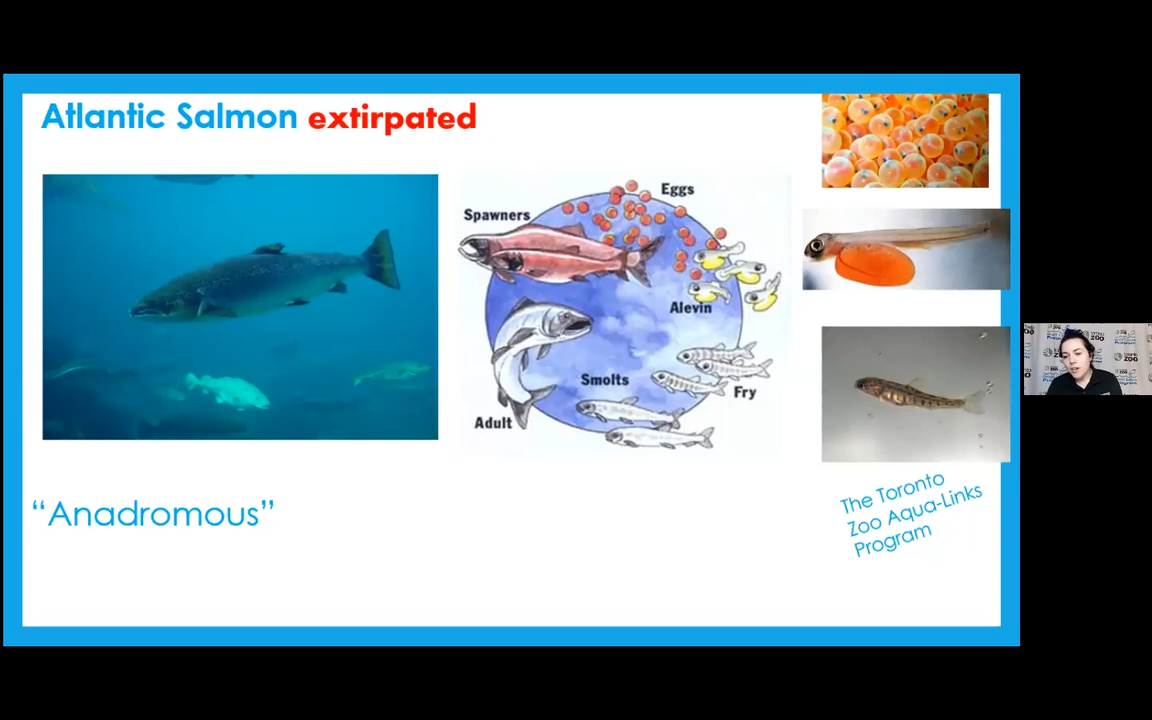 Atlantic Salmon extirpated
Eggs
Spawners
Alevin
Smolts
Fry
Adult
“Anadromous”
The Toronto
Zoo Aqua-Links
Program